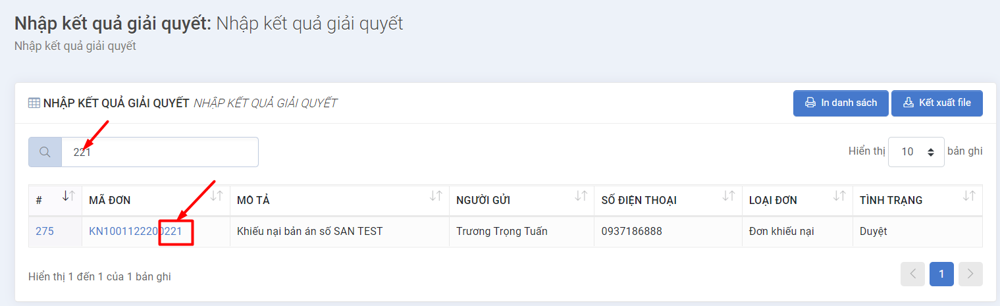 Nhập kết quả giải quyết: Nhập kết quả giải quyết
Nhập kết quả giải quyết
NHẬP KẾT QUẢ GIẢI QUYẾT NHẬP KẾT QUẢ GIẢI QUYẾT
In danh sách
Kết xuất file
221
Hiển thị 10 bản ghi
# MÃ ĐƠN MÔ TẢ NGƯỜI GỬI SỐ ĐIỆN THOẠI LOẠI ĐƠN TÌNH TRẠNG
275 KN1001122200221 Khiếu nại bản án số SAN TEST Trương Trọng Tuấn 0937186888 Đơn khiếu nại Duyệt
Hiển thị 1 đến 1 của 1 bản ghi
1